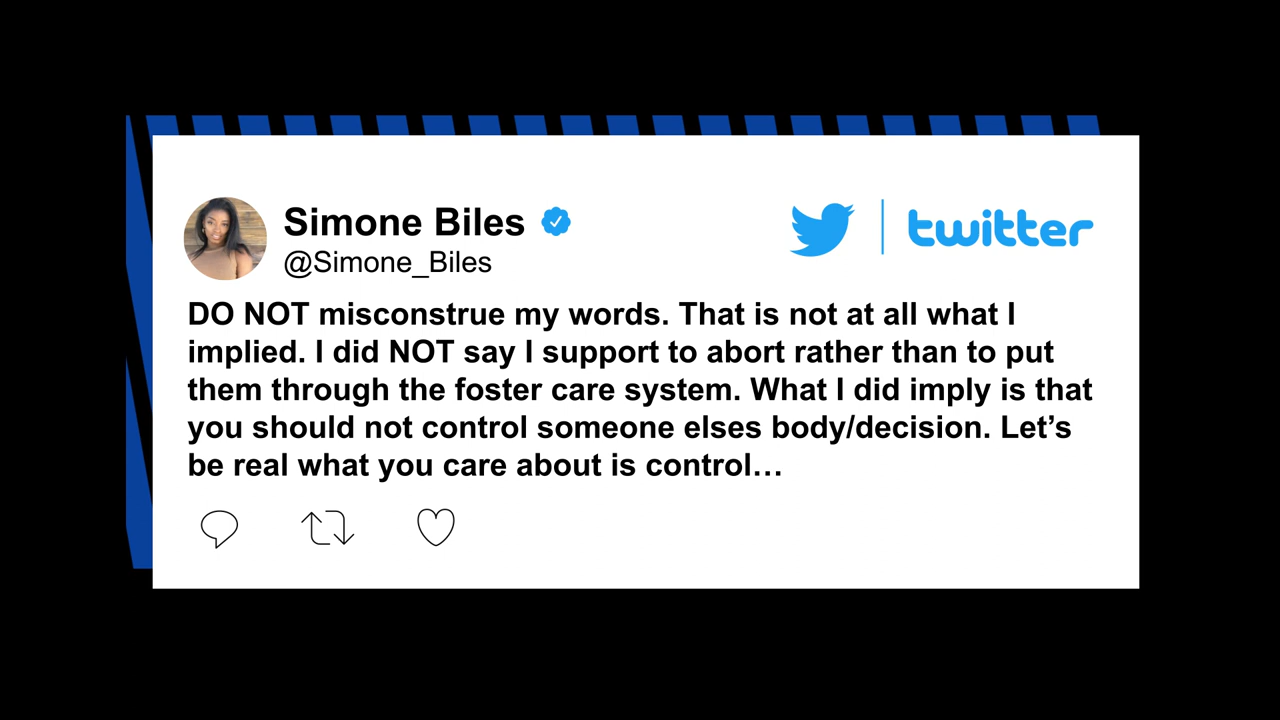 Simone Biles
twitter
@Simone_Biles
DO NOT misconstrue my words. That is not at all what I
implied. I did NOT say I support to abort rather than to put
them through the foster care system. What I did imply is that
you should not control someone elses body/decision. Let’s
be real what you care about is control…